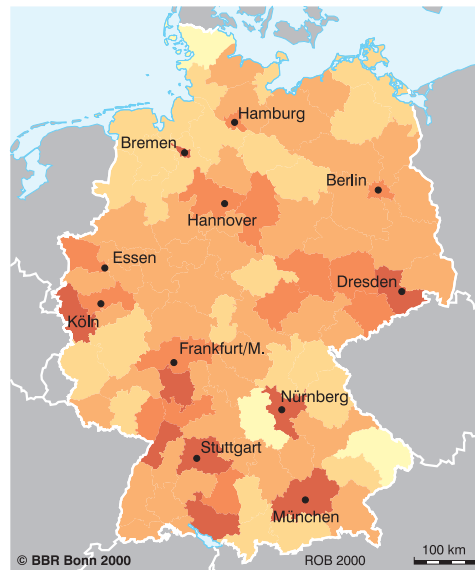 Hamburg
Bremen
Berlin
Hannover
Essen
Dresden
Köln
Frankfurt/M.
Nürnberg
Stuttgart
München
100 km
© BBR Bonn 2000
ROB 2000